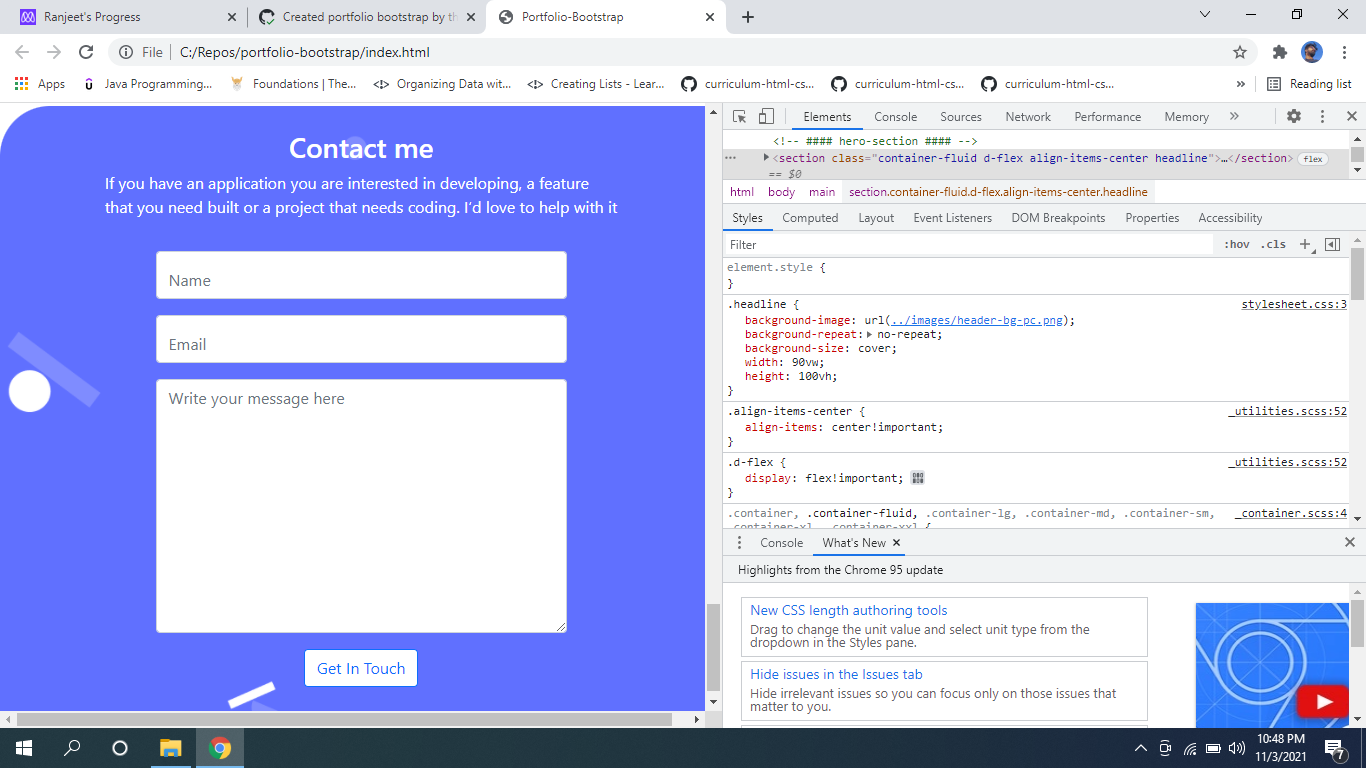 Ranjeet's Progress
Created portfolio bootstrap by th
Portfolio-Bootstrap
File
C:/Repos/portfolio-bootstrap/index.html
Apps
Java Programming...
Foundations | The...
Organizing Data wit...
Creating Lists - Lear...
curriculum-html-cs...
curriculum-html-cs...
curriculum-html-cs...
»
Reading list
Contact me
If you have an application you are interested in developing, a feature
that you need built or a project that needs coding. I'd love to help with it
Name
Email
Write your message here
Get In Touch
Elements Console Sources Network Performance Memory »
<!-- #### hero-section #### -->
<section class="container-fluid d-flex align-items-center headline">…</section> flex
== $0
html body main section.container-fluid.d-flex.align-items-center.headline
Styles Computed Layout Event Listeners DOM Breakpoints Properties Accessibility
Filter :hov .cls +
element.style {
}
.headline { stylesheet.css:3
background-image: url(../images/header-bg-pc.png);
background-repeat: no-repeat;
background-size: cover;
width: 90vw;
height: 100vh;
}
.align-items-center { _utilities.scss:52
align-items: center!important;
}
.d-flex { _utilities.scss:52
display: flex!important;
}
.container, .container-fluid, .container-lg, .container-md, .container-sm, _container.scss:4
.container-xl, .container-xxl {
Console What's New
Highlights from the Chrome 95 update
New CSS length authoring tools
Drag to change the unit value and select unit type from the
dropdown in the Styles pane.
Hide issues in the Issues tab
Hide irrelevant issues so you can focus only on those issues that
matter to you.
10:48 PM
11/3/2021
7